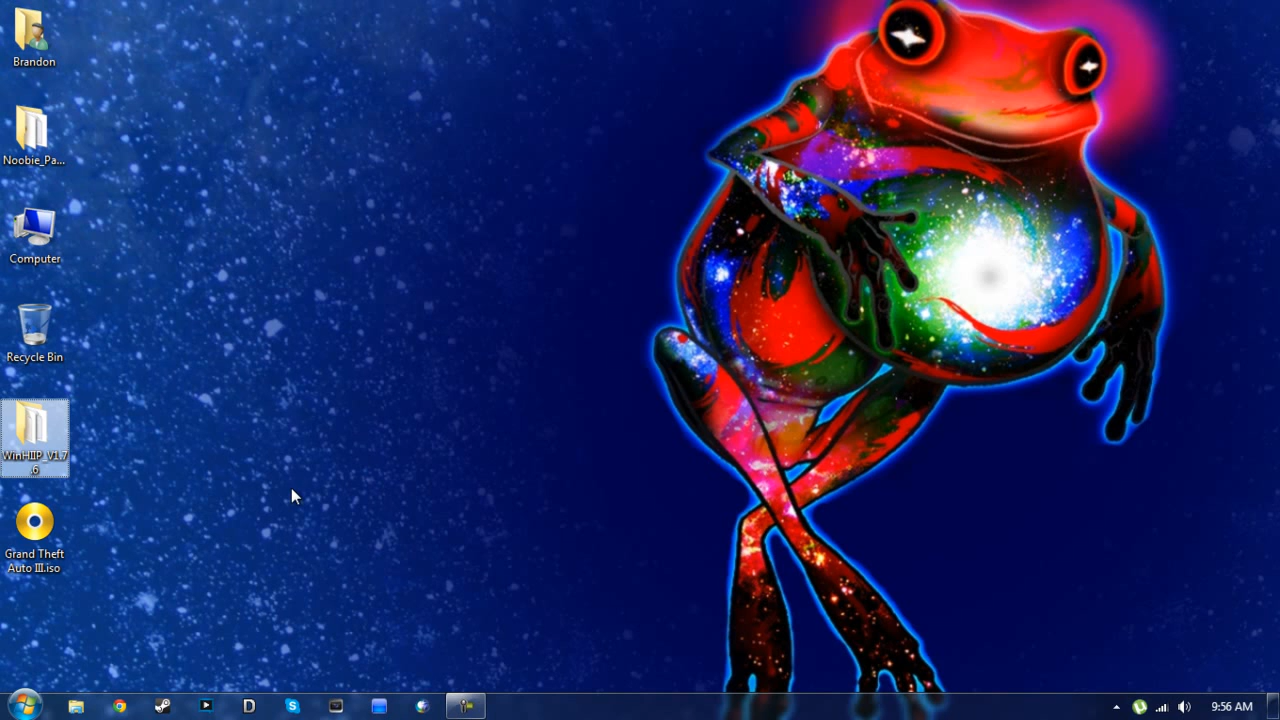 Brandon
Noobie_Pa...
Computer
Recycle Bin
WinHIIP_V1.7
.6
Grand Theft
Auto III.iso
D
9:56 AM